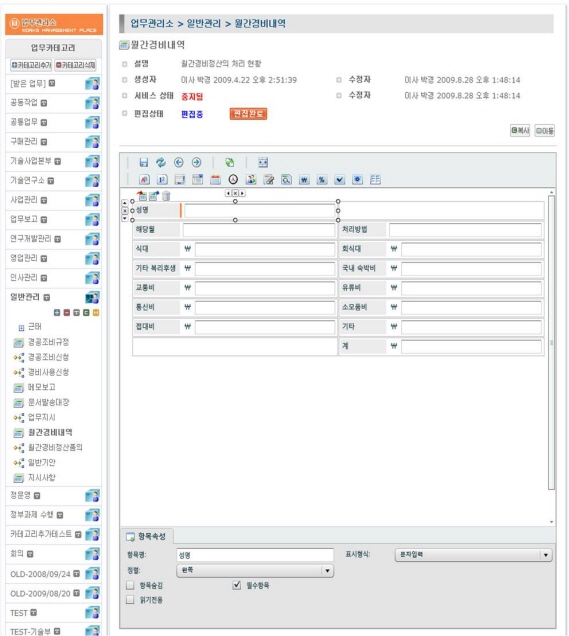 업무관리소
WORKS MANAGEMENT PLACE
업무카테고리
카테고리추가 카테고리삭제
[받은 업무]
공동작업
공통업무
구매관리
기술사업본부
기술연구소
사업관리
업무보고
연구개발관리
영업관리
인사관리
일반관리
근태
경공조비규정
경공조비신청
경비사용신청
메모보고
문서발송대장
업무지시
월간경비내역
월간경비정산품의
일반기안
지시사항
정문영
정부과제 수행
카테고리추가테스트
회의
OLD-2008/09/24
OLD-2009/08/20
TEST
TEST-기술부
업무관리소 > 일반관리 > 월간경비내역
월간경비내역
설명 월간경비정산의 처리 현황
생성자 이사 박경 2009.4.22 오후 2:51:39 수정자 이사 박경 2009.8.28 오후 1:48:14
서비스 상태 중지됨 수정자 이사 박경 2009.8.28 오후 1:48:14
편집상태 편집중 편집완료
복사 이동
성명
해당월 처리방법
식대 ₩ 회식대 ₩
기타 복리후생 ₩ 국내 숙박비 ₩
교통비 ₩ 유류비 ₩
통신비 ₩ 소모품비 ₩
접대비 ₩ 기타 ₩
계 ₩
항목속성
항목명: 성명 표시형식: 문자입력
정렬: 왼쪽
항목숨김 필수항목
읽기전용